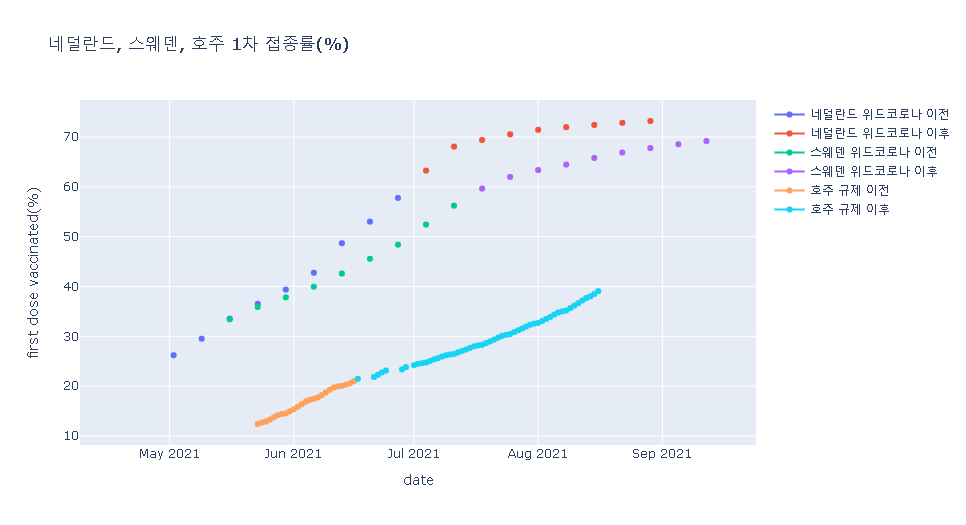 네덜란드, 스웨덴, 호주 1차 접종률(%)
네덜란드 위드코로나 이전
네덜란드 위드코로나 이후
스웨덴 위드코로나 이전
스웨덴 위드코로나 이후
호주 규제 이전
호주 규제 이후
first dose vaccinated(%)
70
60
50
40
30
20
10
May 2021
Jun 2021
Jul 2021
Aug 2021
Sep 2021
date